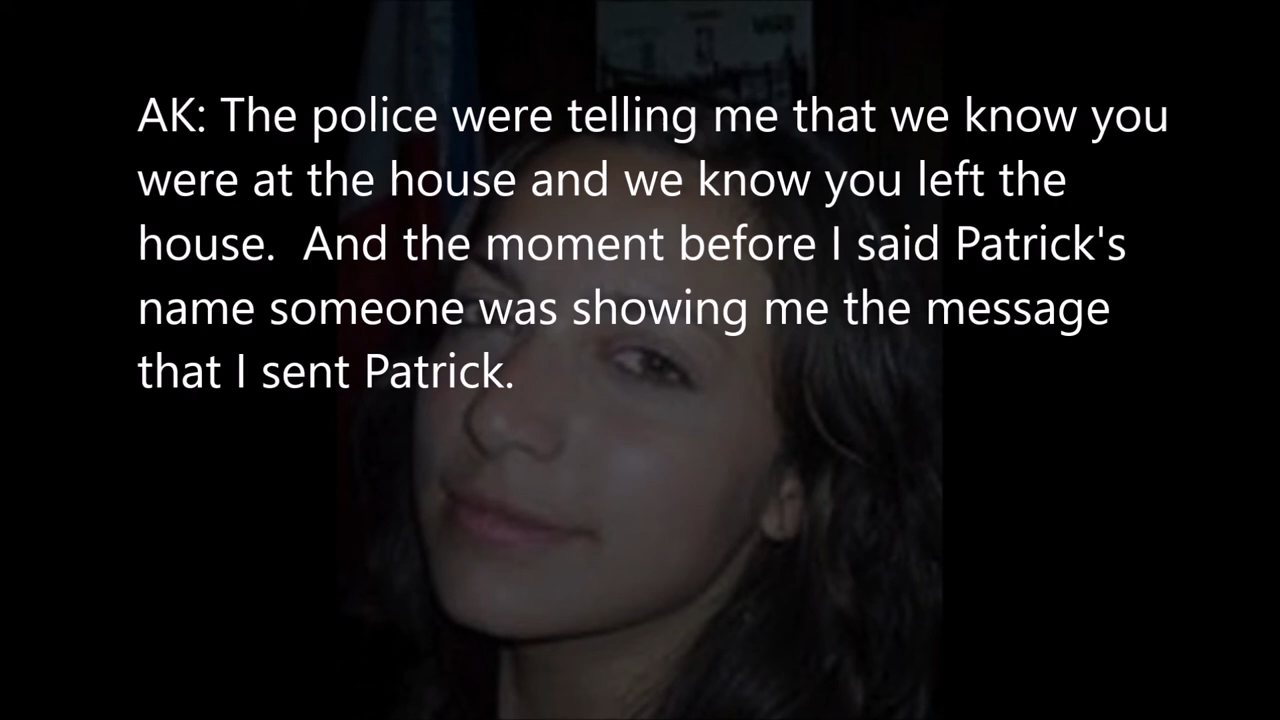 AK: The police were telling me that we know you
were at the house and we know you left the
house.  And the moment before I said Patrick's
name someone was showing me the message
that I sent Patrick.